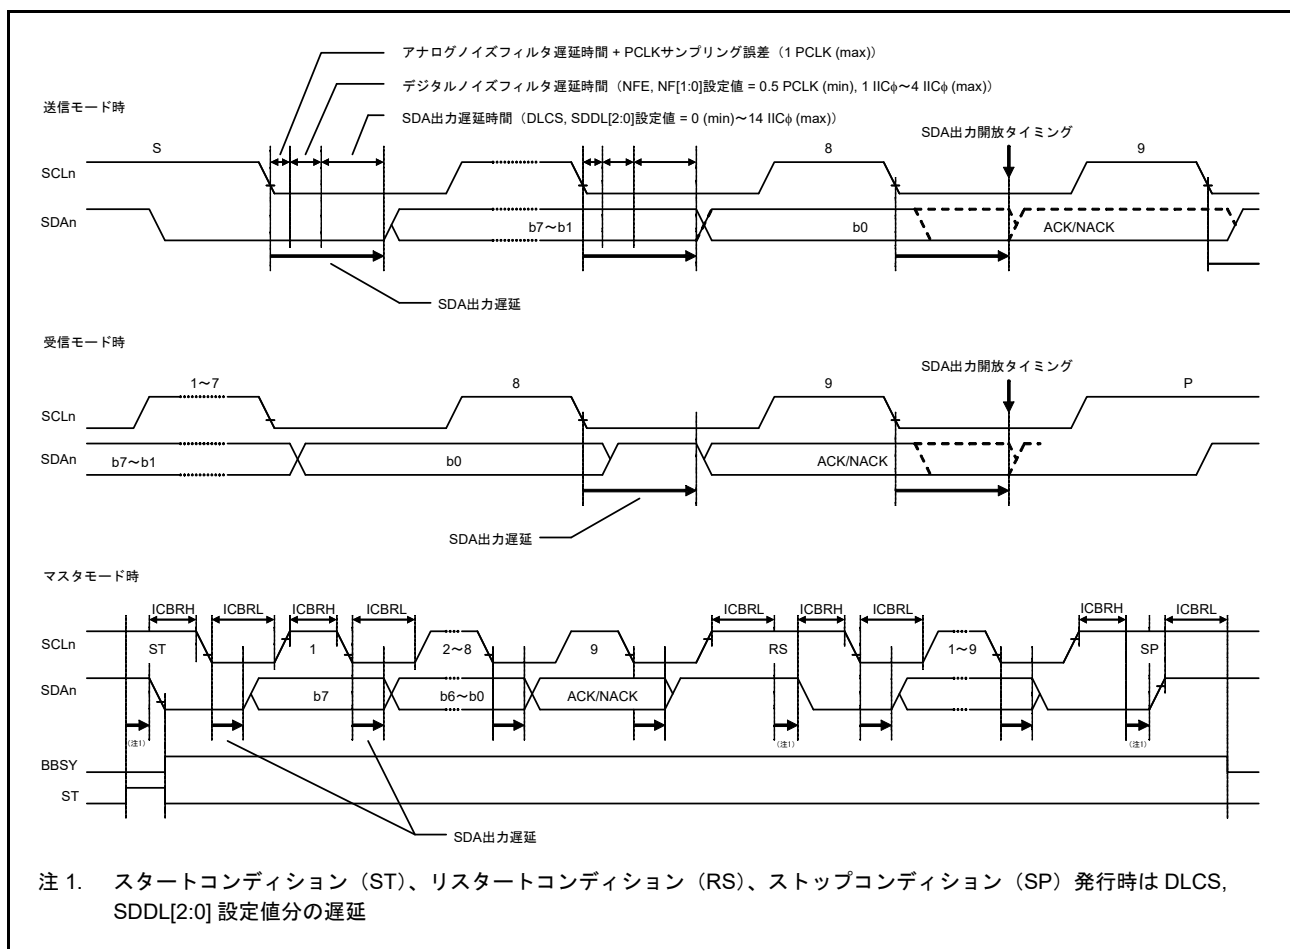 アナログノイズフィルタ遅延時間 + PCLKサンプリング誤差（1 PCLK (max)）
デジタルノイズフィルタ遅延時間（NFE, NF[1:0]設定値 = 0.5 PCLK (min), 1 IICφ～4 IICφ (max)）
送信モード時
SDA出力遅延時間（DLCS, SDDL[2:0]設定値 = 0 (min)～14 IICφ (max)）
SDA出力開放タイミング
S 8 9
SCLn
SDAn
b7～b1 b0 ACK/NACK
SDA出力遅延
受信モード時
SDA出力開放タイミング
1～7 8 9 P
SCLn
SDAn
b7～b1 b0 ACK/NACK
SDA出力遅延
マスタモード時
ICBRH ICBRL ICBRH ICBRL ICBRL ICBRH ICBRL ICBRH ICBRL
SCLn
ST 1 2～8 9 RS 1～9 SP
SDAn
b7 b6～b0 ACK/NACK
（注1） （注1） （注1）
BBSY
ST
SDA出力遅延
注 1. スタートコンディション（ST）、リスタートコンディション（RS）、ストップコンディション（SP）発行時は DLCS,
SDDL[2:0] 設定値分の遅延